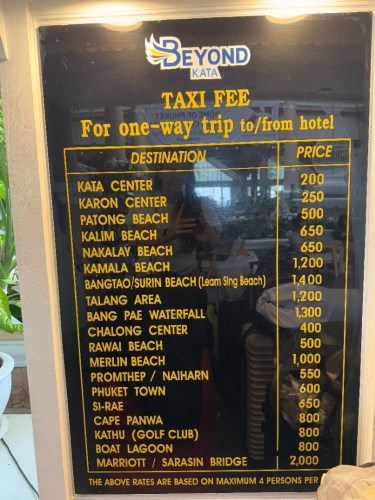 BEYOND
KATA
TAXI FEE
For one-way trip to/from hotel
DESTINATION PRICE
KATA CENTER 200
KARON CENTER 250
PATONG BEACH 500
KALIM BEACH 650
NAKALAY BEACH 650
KAMALA BEACH 1,200
BANGTAO/SURIN BEACH (Leam Sing Beach) 1,400
TALANG AREA 1,200
BANG PAE WATERFALL 1,300
CHALONG CENTER 400
RAWAI BEACH 500
MERLIN BEACH 1,000
PROMTHEP / NAIHARN 550
PHUKET TOWN 600
SI-RAE 650
CAPE PANWA 800
KATHU (GOLF CLUB) 800
BOAT LAGOON 800
MARRIOTT / SARASIN BRIDGE 2,000
THE ABOVE RATES ARE BASED ON MAXIMUM 4 PERSONS PER